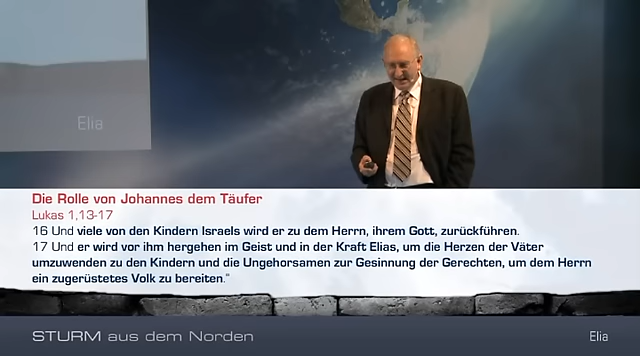 Elia
Die Rolle von Johannes dem Täufer
Lukas 1,13-17
16 Und viele von den Kindern Israels wird er zu dem Herrn, ihrem Gott, zurückführen.
17 Und er wird vor ihm hergehen im Geist und in der Kraft Elias, um die Herzen der Väter
umzuwenden zu den Kindern und die Ungehorsamen zur Gesinnung der Gerechten, um dem Herrn
ein zugerüstetes Volk zu bereiten."
STURM aus dem Norden
Elia